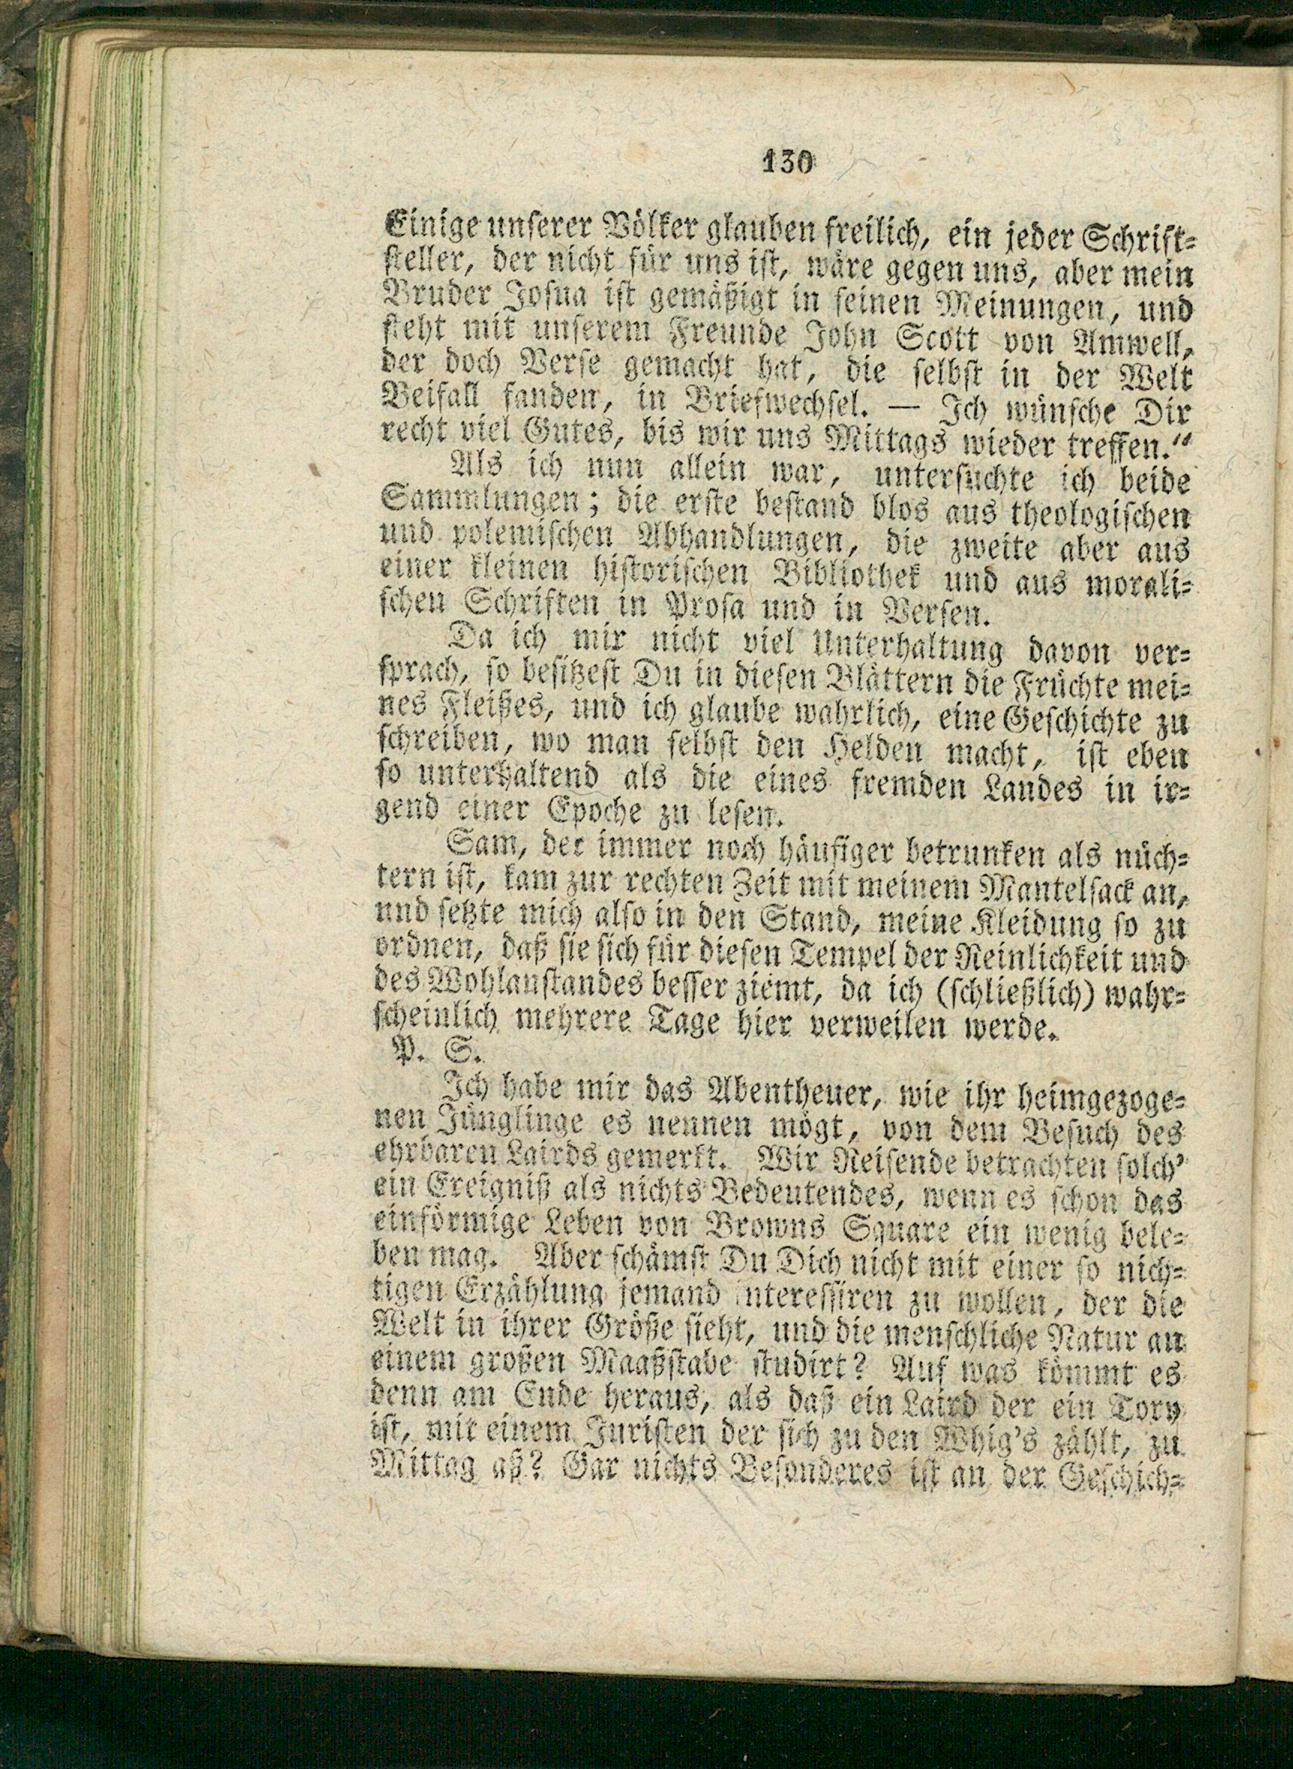 130
Einige unserer Völker glauben freilich, ein jeder Schrift-
steller, der nicht für uns ist, wäre gegen uns, aber mein
Bruder Josua ist gemäßigt in seinen Meinungen, und
steht mit unserem Freunde John Scott von Amwell,
der doch Verse gemacht hat, die selbst in der Welt
Beifall fanden, in Briefwechsel. — Ich wünsche Dir
recht viel Gutes, bis wir uns Mittags wieder treffen.“
Als ich nun allein war, untersuchte ich beide
Sammlungen; die erste bestand blos aus theologischen
und polemischen Abhandlungen, die zweite aber aus
einer kleinen historischen Bibliothek und aus morali-
schen Schriften in Prosa und in Versen.
Da ich mir nicht viel Unterhaltung davon ver-
sprach, so besitzest Du in diesen Blättern die Früchte mei-
nes Fleißes, und ich glaube wahrlich, eine Geschichte zu
schreiben, wo man selbst den Helden macht, ist eben
so unterhaltend als die eines fremden Landes in ir-
gend einer Epoche zu lesen.
Sam, der immer noch häufiger betrunken als nüch-
tern ist, kam zur rechten Zeit mit meinem Mantelsack an,
und setzte mich also in den Stand, meine Kleidung so zu
ordnen, daß sie sich für diesen Tempel der Reinlichkeit und
des Wohlanstandes besser ziemt, da ich (schließlich) wahr-
scheinlich mehrere Tage hier verweilen werde.
P. S.
Ich habe mir das Abentheuer, wie ihr heimgezoge-
nen Jünglinge es nennen mögt, von dem Besuch des
ehrbaren Lairds gemerkt. Wir Reisende betrachten solch’
ein Ereigniß als nichts Bedeutendes, wenn es schon das
einförmige Leben von Browns Square ein wenig bele-
ben mag. Aber schämst Du Dich nicht mit einer so nich-
tigen Erzählung jemand interessiren zu wollen, der die
Welt in ihrer Größe sieht, und die menschliche Natur an
einem großen Maaßstabe studirt? Auf was kömmt es
denn am Ende heraus, als daß ein Laird der ein Tory
ist, mit einem Juristen der sich zu den Whig’s zählt, zu
Mittag aß? Gar nichts Besonderes ist an der Geschich-